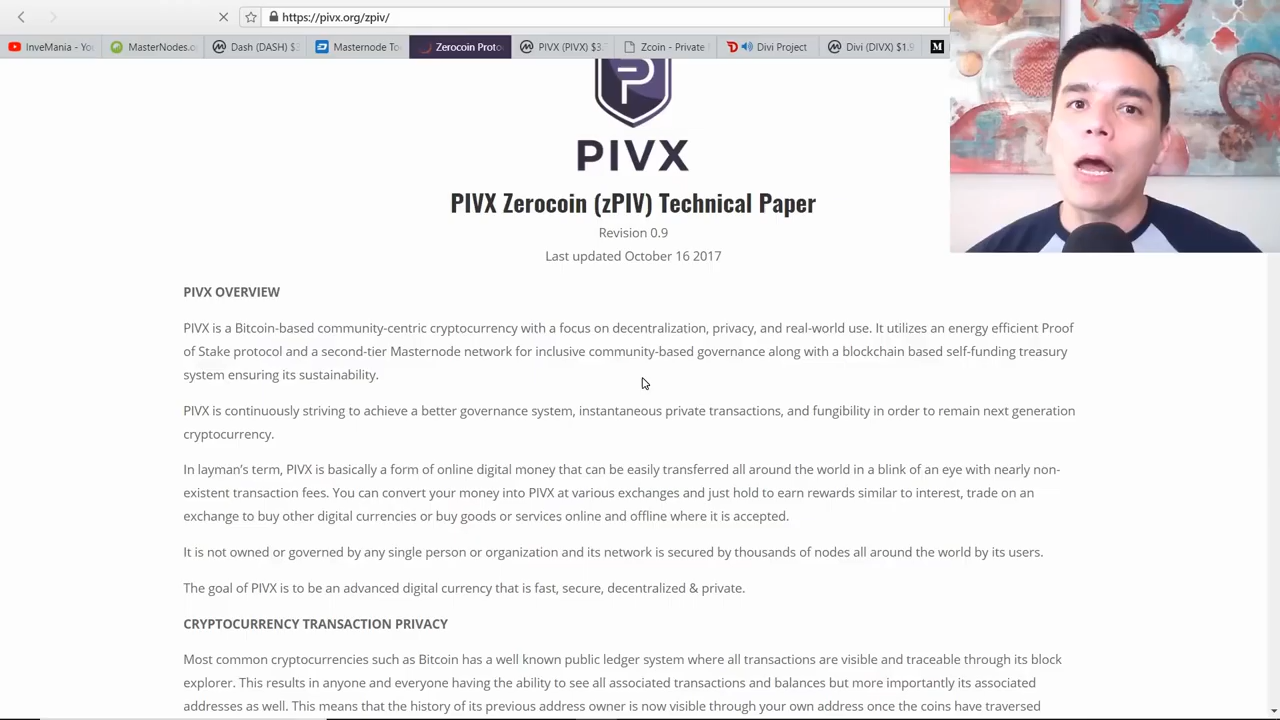 https://pivx.org/zpiv/
InveMania - Yo
MasterNodes.o
Dash (DASH) $
Masternode To
Zerocoin Proto
PIVX (PIVX) $3.
Zcoin - Private
Divi Project
Divi (DIVX) $1.9
PIVX
PIVX Zerocoin (zPIV) Technical Paper
Revision 0.9
Last updated October 16 2017
PIVX OVERVIEW
PIVX is a Bitcoin-based community-centric cryptocurrency with a focus on decentralization, privacy, and real-world use. It utilizes an energy efficient Proof
of Stake protocol and a second-tier Masternode network for inclusive community-based governance along with a blockchain based self-funding treasury
system ensuring its sustainability.
PIVX is continuously striving to achieve a better governance system, instantaneous private transactions, and fungibility in order to remain next generation
cryptocurrency.
In layman's term, PIVX is basically a form of online digital money that can be easily transferred all around the world in a blink of an eye with nearly non-
existent transaction fees. You can convert your money into PIVX at various exchanges and just hold to earn rewards similar to interest, trade on an
exchange to buy other digital currencies or buy goods or services online and offline where it is accepted.
It is not owned or governed by any single person or organization and its network is secured by thousands of nodes all around the world by its users.
The goal of PIVX is to be an advanced digital currency that is fast, secure, decentralized & private.
CRYPTOCURRENCY TRANSACTION PRIVACY
Most common cryptocurrencies such as Bitcoin has a well known public ledger system where all transactions are visible and traceable through its block
explorer. This results in anyone and everyone having the ability to see all associated transactions and balances but more importantly its associated
addresses as well. This means that the history of its previous address owner is now visible through your own address once the coins have traversed